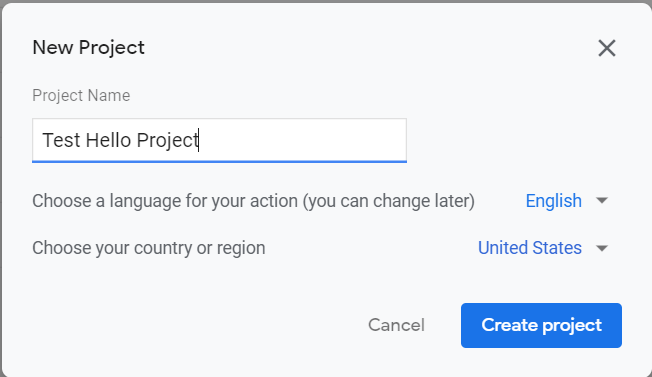 New Project
Project Name
Test Hello Project
Choose a language for your action (you can change later) English
Choose your country or region United States
Cancel Create project